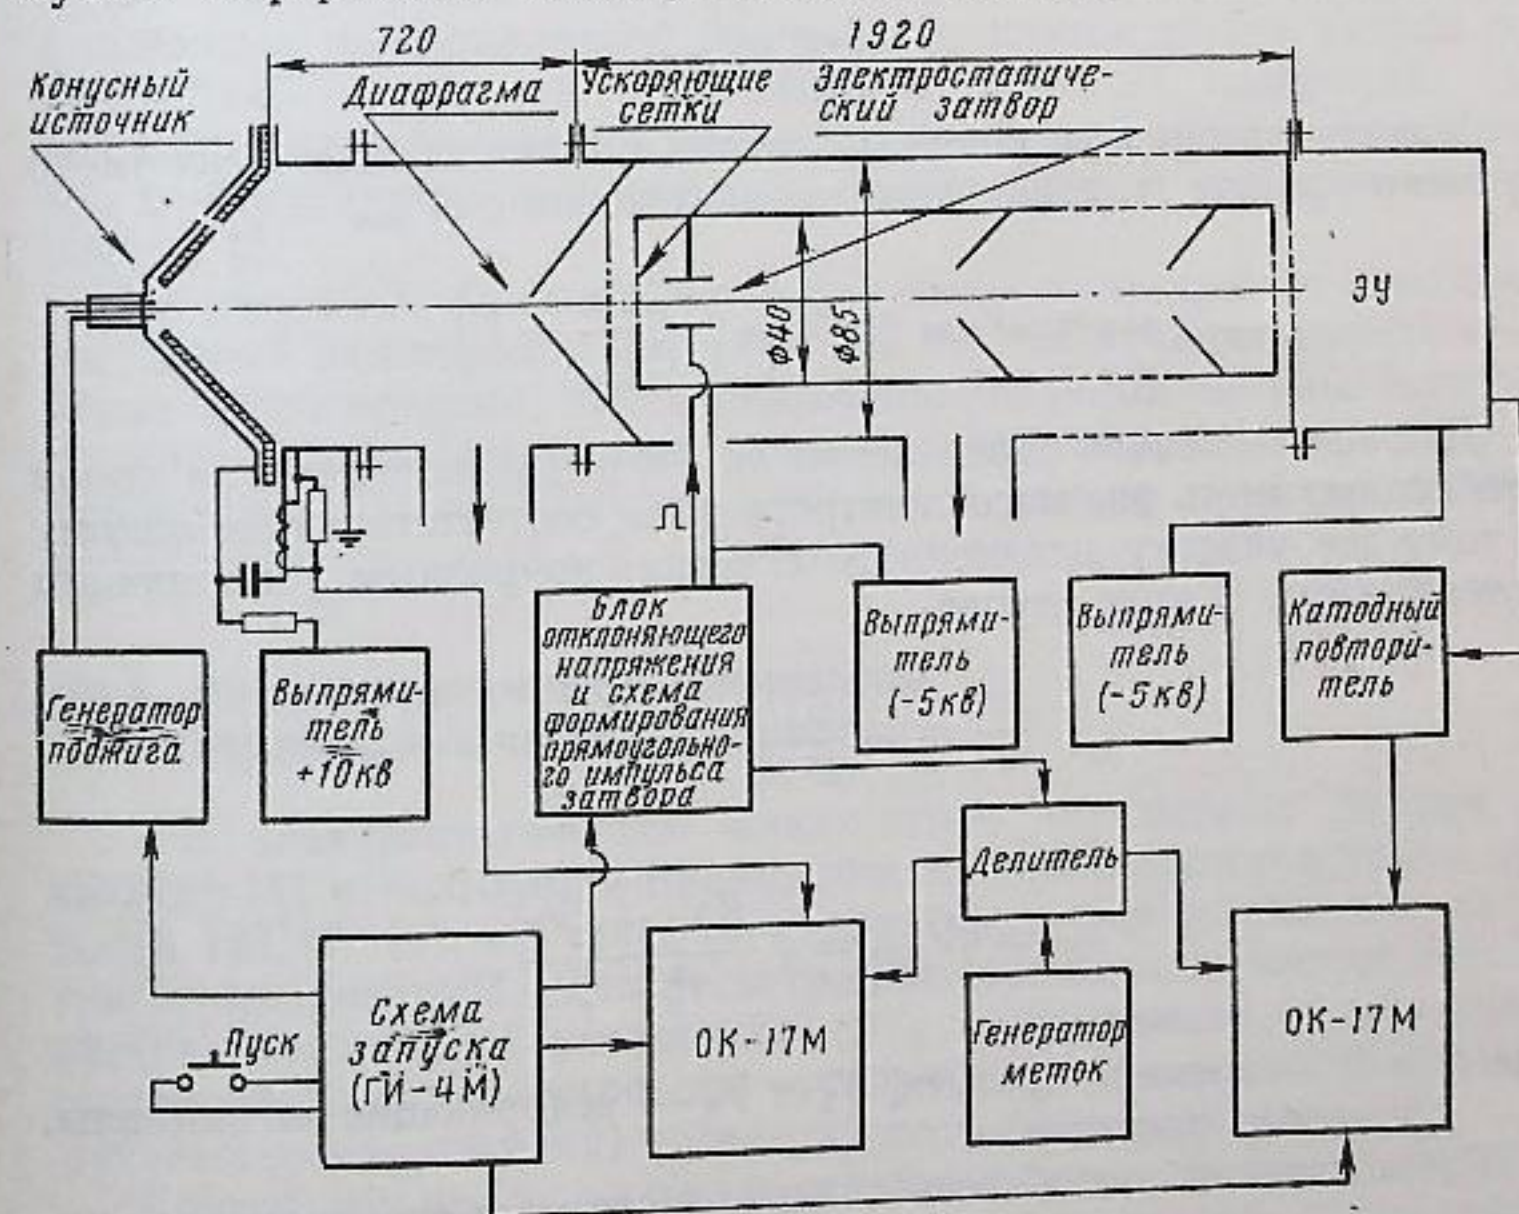 720
1920
Конусный
источник
Диафрагма
Ускоряющие
сетки
Электростатиче-
ский затвор
ф40
ф85
ЭУ
Генератор
поджига
Выпрями-
тель
+10кв
Блок
отклоняющего
напряжения
и схема
формирования
прямоугольно-
го импульса
затвора
Выпрями-
тель
(-5кв)
Выпрями-
тель
(-5кв)
Катодный
повтори-
тель
Делитель
Пуск
Схема
запуска
(ГИ-4М)
ОК-17М
Генератор
меток
ОК-17М